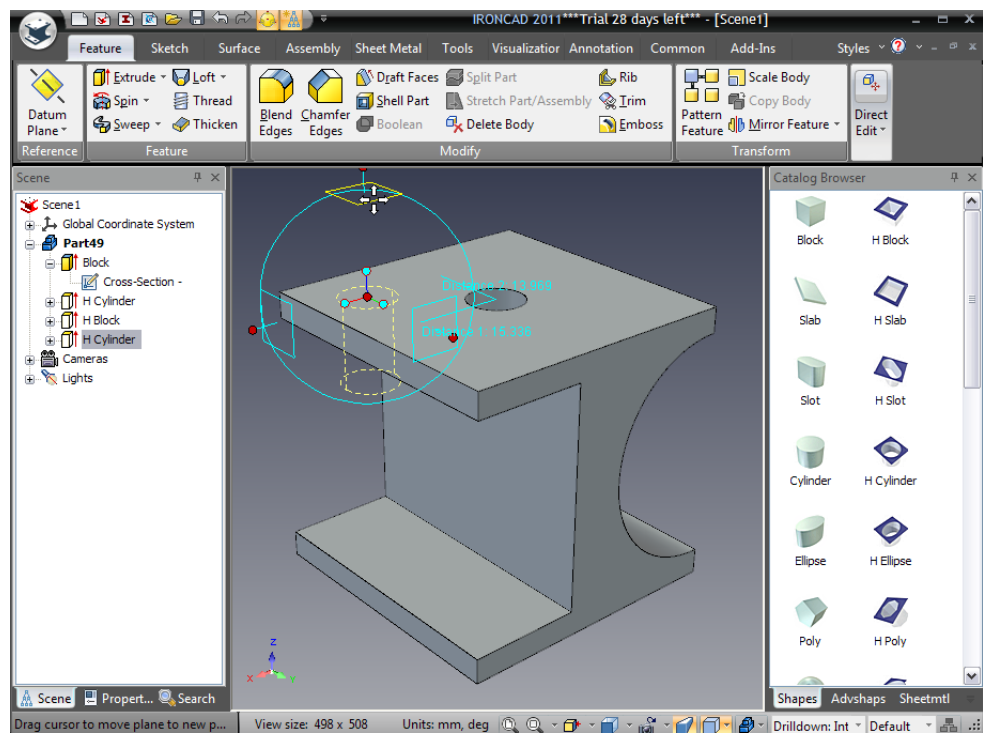 IRONCAD 2011***Trial 28 days left*** - [Scene1]
Feature Sketch Surface Assembly Sheet Metal Tools Visualizatior Annotation Common Add-Ins Styles
Extrude Loft Draft Faces Split Part Rib Scale Body
Spin Thread Shell Part Stretch Part/Assembly Trim Copy Body
Sweep Thicken Boolean Delete Body Emboss Mirror Feature
Datum Plane
Blend Edges
Chamfer Edges
Pattern Feature
Direct Edit
Reference Feature Modify Transform
Scene
Catalog Browser
Scene1
Global Coordinate System
Part49
Block
Cross-Section -
H Cylinder
H Block
H Cylinder
Cameras
Lights
Distance 2: 13.969
Distance 1: 15.338
z
x
Block H Block
Slab H Slab
Slot H Slot
Cylinder H Cylinder
Ellipse H Ellipse
Poly H Poly
Scene Propert... Search
Shapes Advshaps Sheetmtl
Drag cursor to move plane to new p... View size: 498 x 508 Units: mm, deg Drilldown: Int Default